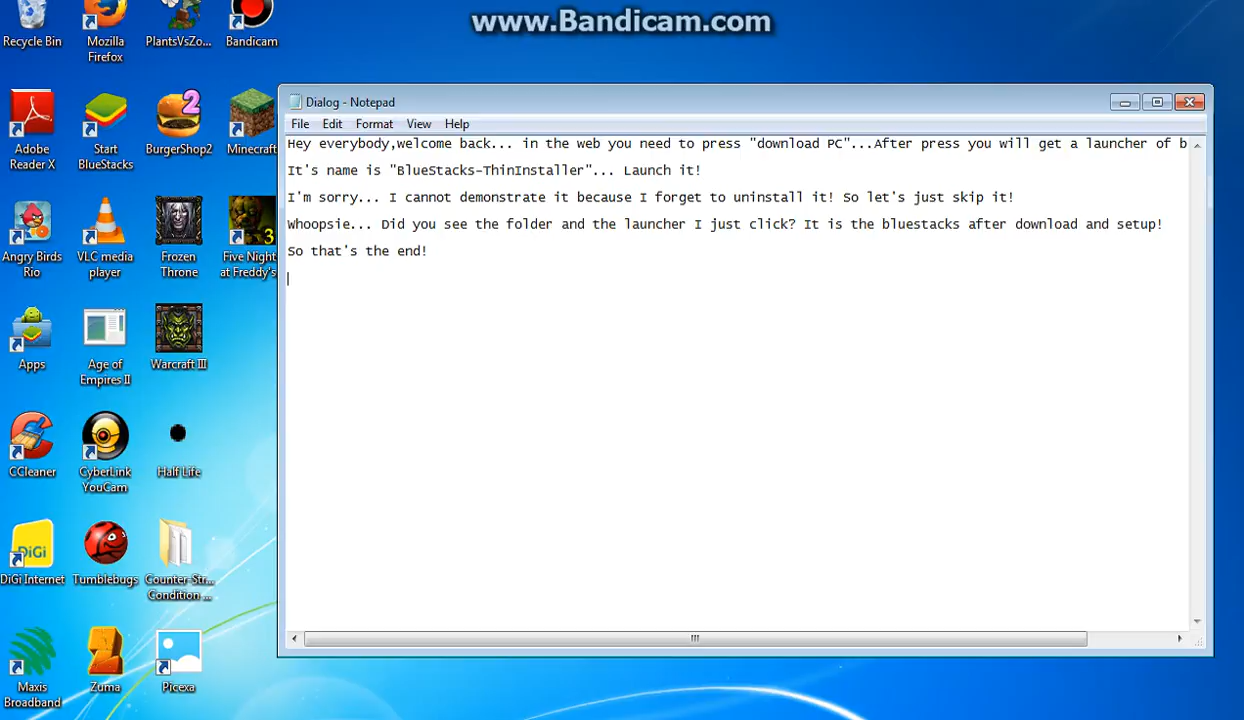 www.Bandicam.com
Recycle Bin
Mozilla
Firefox
PlantsVsZo...
Bandicam
Adobe
Reader X
Start
BlueStacks
BurgerShop2
Minecraft
Angry Birds
Rio
VLC media
player
Frozen
Throne
Five Night
at Freddy's
3
Apps
Age of
Empires II
Warcraft III
CCleaner
CyberLink
YouCam
Half Life
DiGi
DiGi Internet
Tumblebugs
Counter-Str...
Condition ...
Maxis
Broadband
Zuma
Picexa
Dialog - Notepad
File Edit Format View Help
Hey everybody,welcome back... in the web you need to press "download PC"...After press you will get a launcher of b
It's name is "BlueStacks-ThinInstaller"... Launch it!
I'm sorry... I cannot demonstrate it because I forget to uninstall it! So let's just skip it!
Whoopsie... Did you see the folder and the launcher I just click? It is the bluestacks after download and setup!
So that's the end!